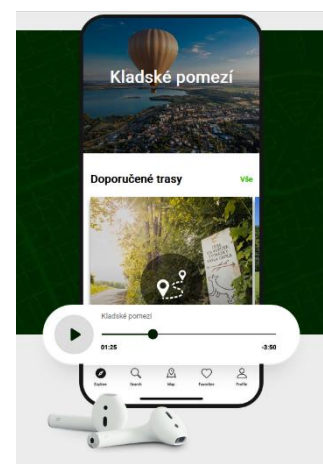 Kladské pomezí
Doporučené trasy
Vše
Kladské pomezí
01:25
-3:50
Explore
Search
Map
Favorites
Profile